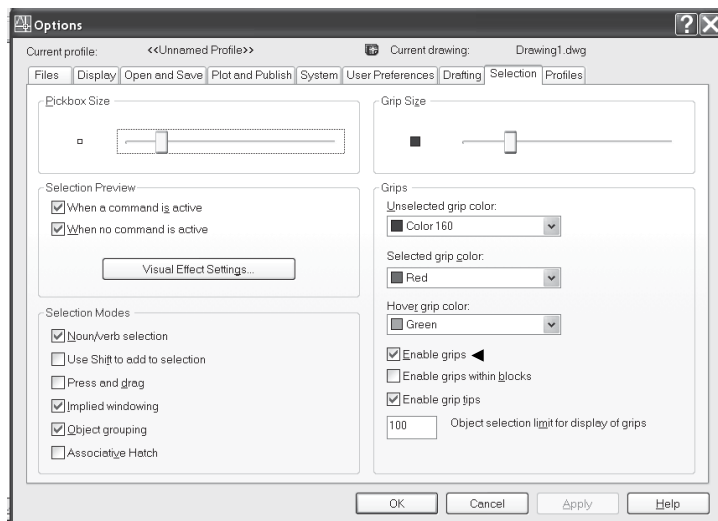 Options
Current profile: <<Unnamed Profile>> Current drawing: Drawing1.dwg
Files Display Open and Save Plot and Publish System User Preferences Drafting Selection Profiles
Pickbox Size
Grip Size
Selection Preview
When a command is active
When no command is active
Visual Effect Settings...
Selection Modes
Noun/verb selection
Use Shift to add to selection
Press and drag
Implied windowing
Object grouping
Associative Hatch
Grips
Unselected grip color:
Color 160
Selected grip color:
Red
Hover grip color:
Green
Enable grips
Enable grips within blocks
Enable grip tips
100 Object selection limit for display of grips
OK Cancel Apply Help